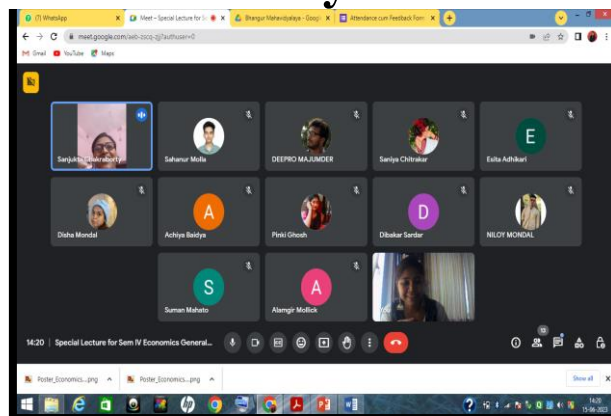 y
(7) WhatsApp
Meet - Special Lecture for Se
Bhangur Mahavidyalaya - Googl
Attendance cum Feedback Form
meet.google.com/aeb-zscq-zjj?authuser=0
Gmail YouTube Maps
Sanjukta Chakraborty
Sahanur Molla
DEEPRO MAJUMDER
Saniya Chitrakar
E
Esita Adhikari
Disha Mondal
A
Achiya Baidya
Pinki Ghosh
D
Dibakar Sardar
NILOY MONDAL
S
Suman Mahato
A
Alamgir Mollick
You
14:20 | Special Lecture for Sem IV Economics General...
13
Poster_Economics....png
Poster_Economics....png
Show all
14:20
15-06-2023